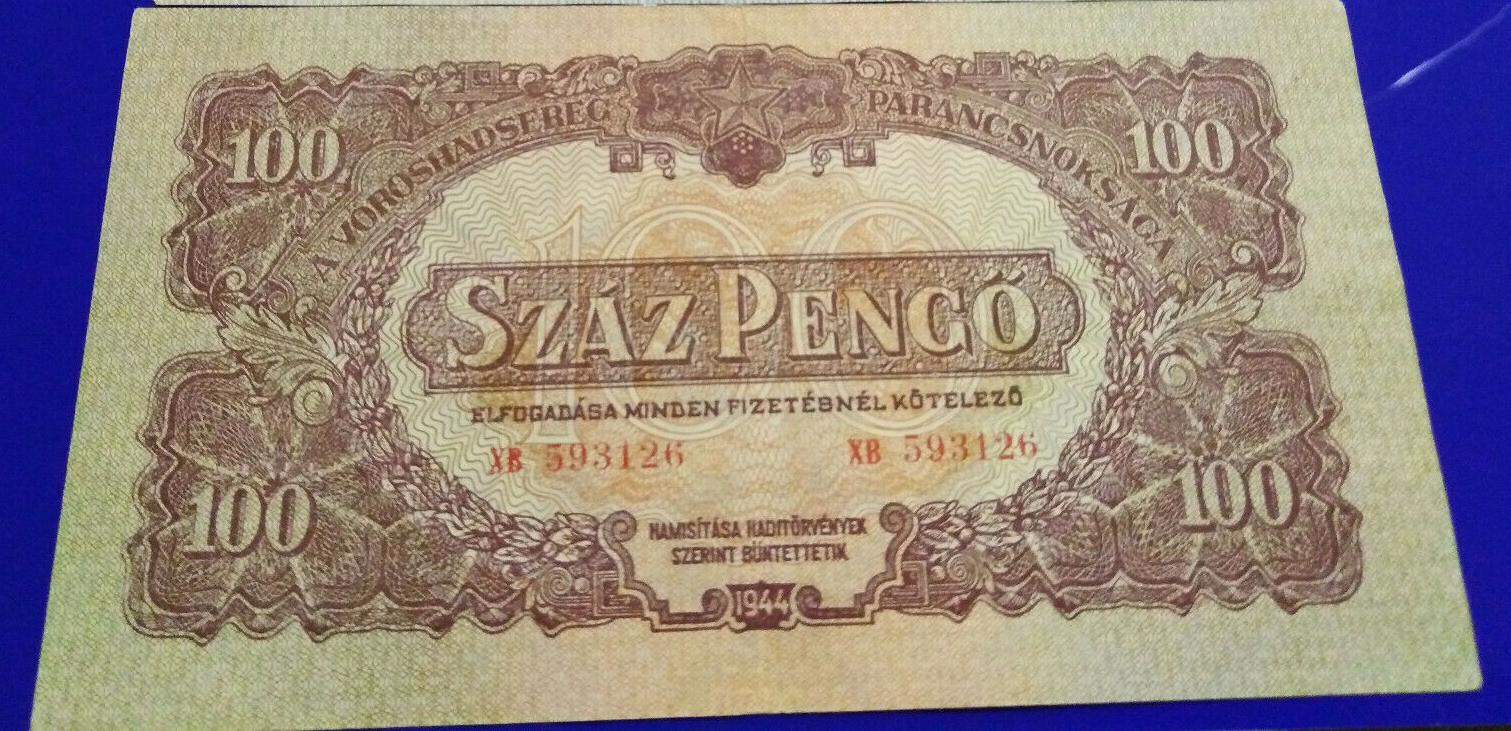 A VÖRÖSHADSEREG PARANCSNOKSÁGA
100 100
100
SZÁZ PENGŐ
ELFOGADÁSA MINDEN FIZETÉSNÉL KÖTELEZŐ
XB 593126 XB 593126
100 100
HAMISÍTÁSA HADITÖRVÉNYEK
SZERINT BÜNTETTETIK
1944